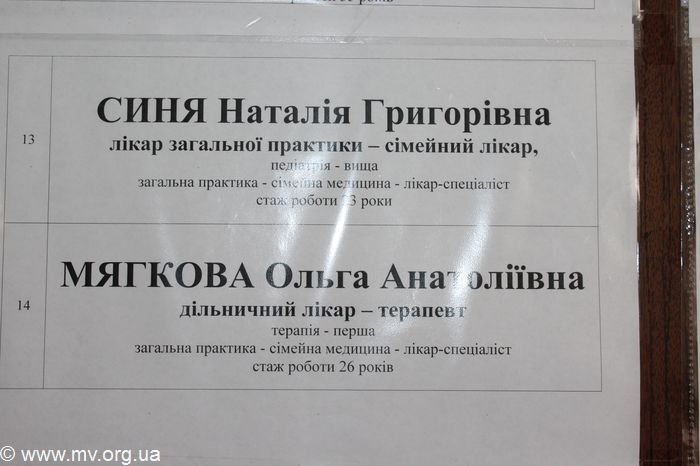 13
СИНЯ Наталія Григорівна
лікар загальної практики – сімейний лікар,
педіатрія - вища
загальна практика - сімейна медицина - лікар-спеціаліст
стаж роботи роки
14
МЯГКОВА Ольга Анатоліївна
дільничний лікар – терапевт
терапія - перша
загальна практика - сімейна медицина - лікар-спеціаліст
стаж роботи 26 років
© www.mv.org.ua